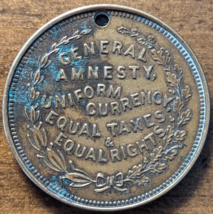 GENERAL
AMNESTY,
UNIFORM
CURRENCY
EQUAL TAXES
&
EQUAL RIGHTS